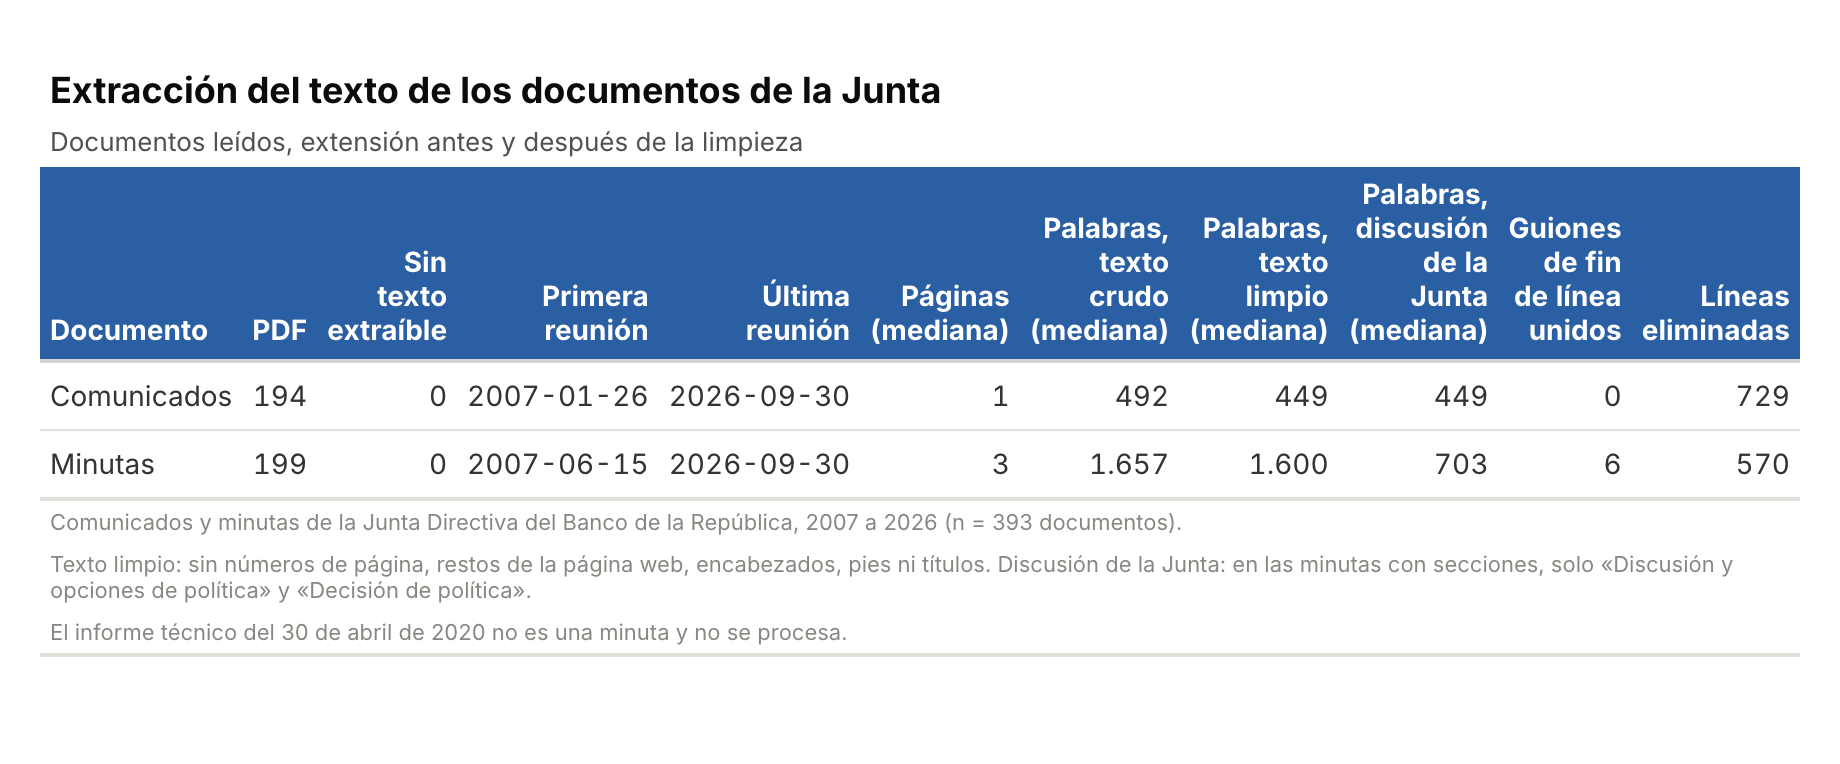 Extracción del texto de los documentos de la Junta
Documentos leídos, extensión antes y después de la limpieza
Documento PDF Sin texto extraíble Primera reunión Última reunión Páginas (mediana) Palabras, texto crudo (mediana) Palabras, texto limpio (mediana) Palabras, discusión de la Junta (mediana) Guiones de fin de línea unidos Líneas eliminadas
Comunicados 194 0 2007-01-26 2026-09-30 1 492 449 449 0 729
Minutas 199 0 2007-06-15 2026-09-30 3 1.657 1.600 703 6 570
Comunicados y minutas de la Junta Directiva del Banco de la República, 2007 a 2026 (n = 393 documentos).
Texto limpio: sin números de página, restos de la página web, encabezados, pies ni títulos. Discusión de la Junta: en las minutas con secciones, solo «Discusión y
opciones de política» y «Decisión de política».
El informe técnico del 30 de abril de 2020 no es una minuta y no se procesa.